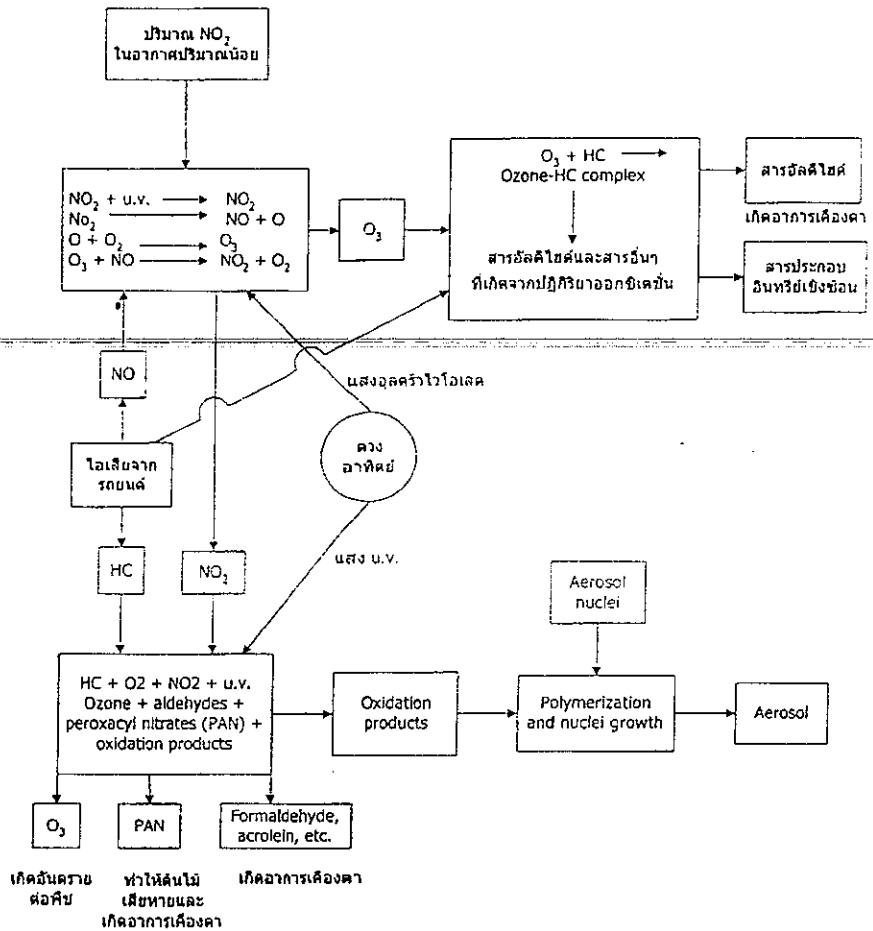 ปริมาณ NO₂
ในอากาศปริมาณน้อย
NO₂ + u.v. ⟶ NO₂
No₂ ⟶ NO + O
O + O₂ ⟶ O₃
O₃ + NO ⟶ NO₂ + O₂
O₃
O₃ + HC ⟶
Ozone-HC complex
สารอัลดีไฮด์และสารอื่นๆ
ที่เกิดจากปฏิกิริยาออกซิเดชั่น
สารอัลดีไฮด์
เกิดอาการเคืองตา
สารประกอบ
อินทรีย์เชิงซ้อน
NO
แสงอุลตร้าไวโอเลต
ไอเสียจาก
รถยนต์
ดวง
อาทิตย์
HC
NO₂
แสง u.v.
Aerosol
nuclei
HC + O2 + NO2 + u.v.
Ozone + aldehydes +
peroxacyl nitrates (PAN) +
oxidation products
Oxidation
products
Polymerization
and nuclei growth
Aerosol
O₃
PAN
Formaldehyde,
acrolein, etc.
เกิดอันตราย
ต่อพืช
ทำให้ต้นไม้
เสียหายและ
เกิดอาการเคืองตา
เกิดอาการเคืองตา